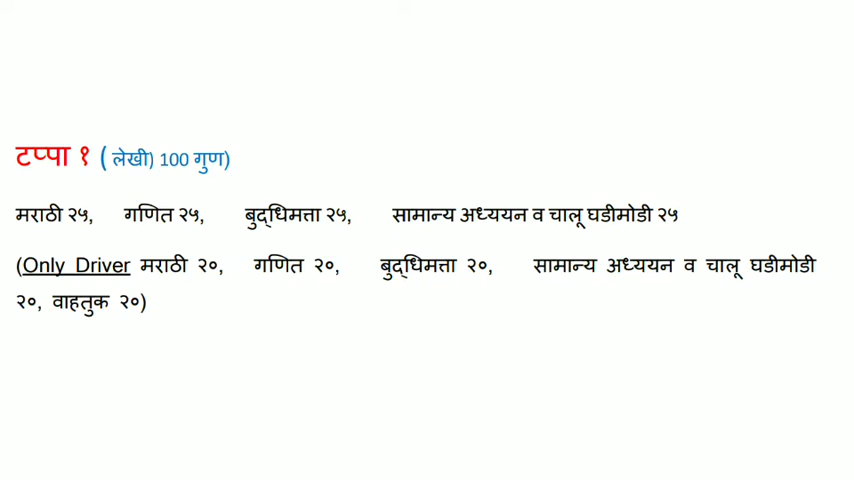 टप्पा १ ( लेखी) 100 गुण)
मराठी २५, गणित २५, बुद्धिमत्ता २५, सामान्य अध्ययन व चालू घडीमोडी २५
(Only Driver मराठी २०, गणित २०, बुद्धिमत्ता २०, सामान्य अध्ययन व चालू घडीमोडी
२०, वाहतुक २०)